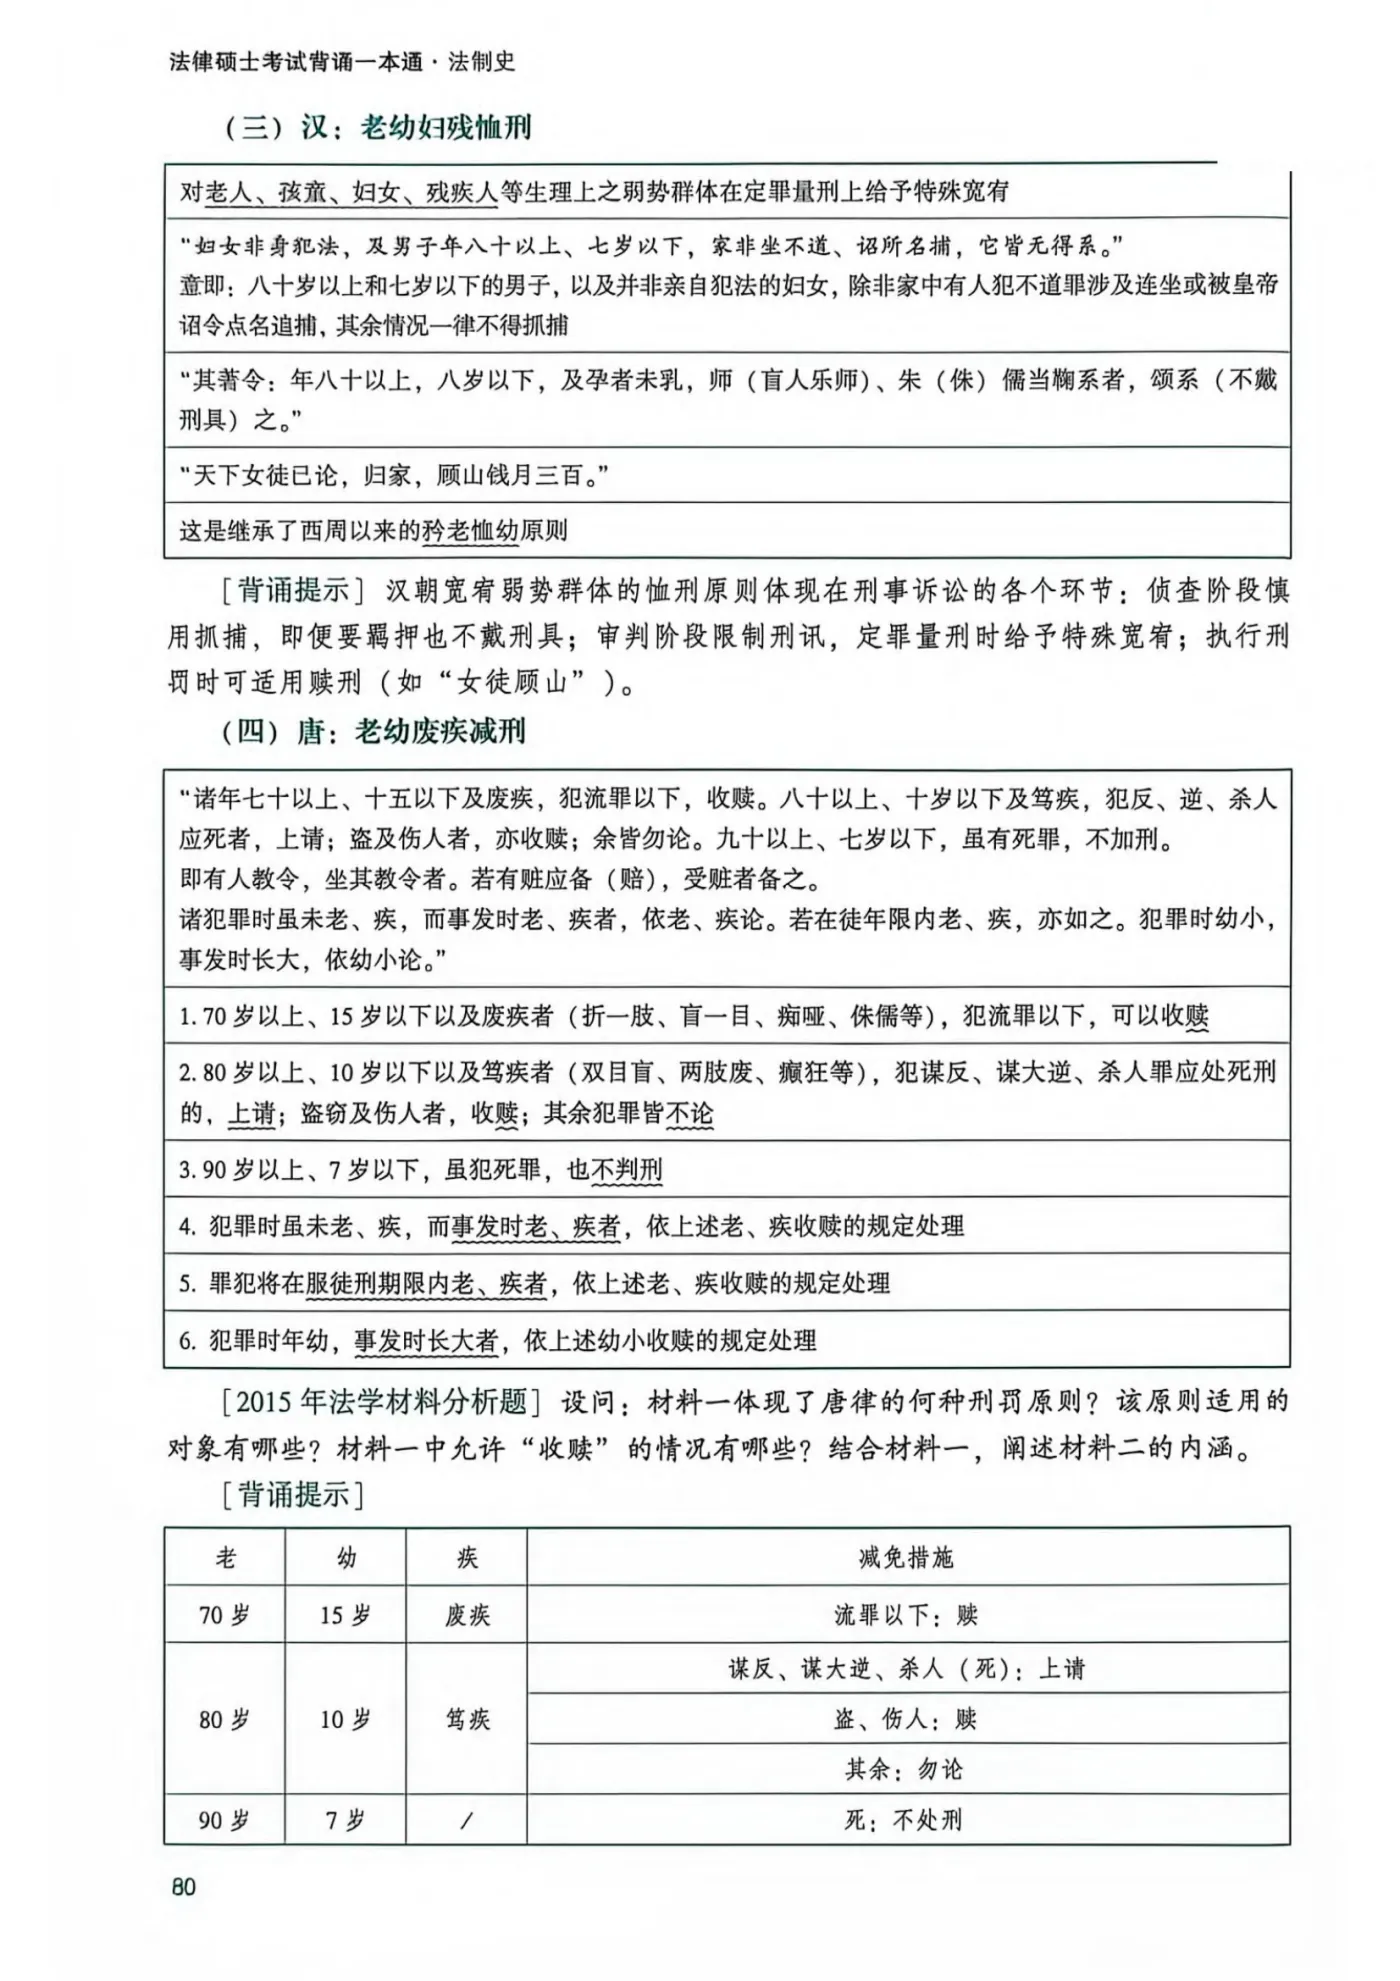 法律硕士考试背诵一本通·法制史
（三）汉：老幼妇残恤刑
对老人、孩童、妇女、残疾人等生理上之弱势群体在定罪量刑上给予特殊宽宥
“妇女非身犯法，及男子年八十以上、七岁以下，家非坐不道、诏所名捕，它皆无得系。”
意即：八十岁以上和七岁以下的男子，以及并非亲自犯法的妇女，除非家中有人犯不道罪涉及连坐或被皇帝
诏令点名追捕，其余情况一律不得抓捕
“其著令：年八十以上，八岁以下，及孕者未乳，师（盲人乐师）、朱（侏）儒当鞠系者，颂系（不戴
刑具）之。”
“天下女徒已论，归家，顾山钱月三百。”
这是继承了西周以来的矜老恤幼原则
［背诵提示］汉朝宽宥弱势群体的恤刑原则体现在刑事诉讼的各个环节：侦查阶段慎
用抓捕，即便要羁押也不戴刑具；审判阶段限制刑讯，定罪量刑时给予特殊宽宥；执行刑
罚时可适用赎刑（如“女徒顾山”）。
（四）唐：老幼废疾减刑
“诸年七十以上、十五以下及废疾，犯流罪以下，收赎。八十以上、十岁以下及笃疾，犯反、逆、杀人
应死者，上请；盗及伤人者，亦收赎；余皆勿论。九十以上、七岁以下，虽有死罪，不加刑。
即有人教令，坐其教令者。若有赃应备（赔），受赃者备之。
诸犯罪时虽未老、疾，而事发时老、疾者，依老、疾论。若在徒年限内老、疾，亦如之。犯罪时幼小，
事发时长大，依幼小论。”
1. 70 岁以上、15 岁以下以及废疾者（折一肢、盲一目、痴哑、侏儒等），犯流罪以下，可以收赎
2. 80 岁以上、10 岁以下以及笃疾者（双目盲、两肢废、癫狂等），犯谋反、谋大逆、杀人罪应处死刑
的，上请；盗窃及伤人者，收赎；其余犯罪皆不论
3. 90 岁以上、7 岁以下，虽犯死罪，也不判刑
4. 犯罪时虽未老、疾，而事发时老、疾者，依上述老、疾收赎的规定处理
5. 罪犯将在服徒刑期限内老、疾者，依上述老、疾收赎的规定处理
6. 犯罪时年幼，事发时长大者，依上述幼小收赎的规定处理
［2015 年法学材料分析题］设问：材料一体现了唐律的何种刑罚原则？该原则适用的
对象有哪些？材料一中允许“收赎”的情况有哪些？结合材料一，阐述材料二的内涵。
［背诵提示］
老 幼 疾 减免措施
70 岁 15 岁 废疾 流罪以下：赎
谋反、谋大逆、杀人（死）：上请
80 岁 10 岁 笃疾 盗、伤人：赎
其余：勿论
90 岁 7 岁 / 死：不处刑
80